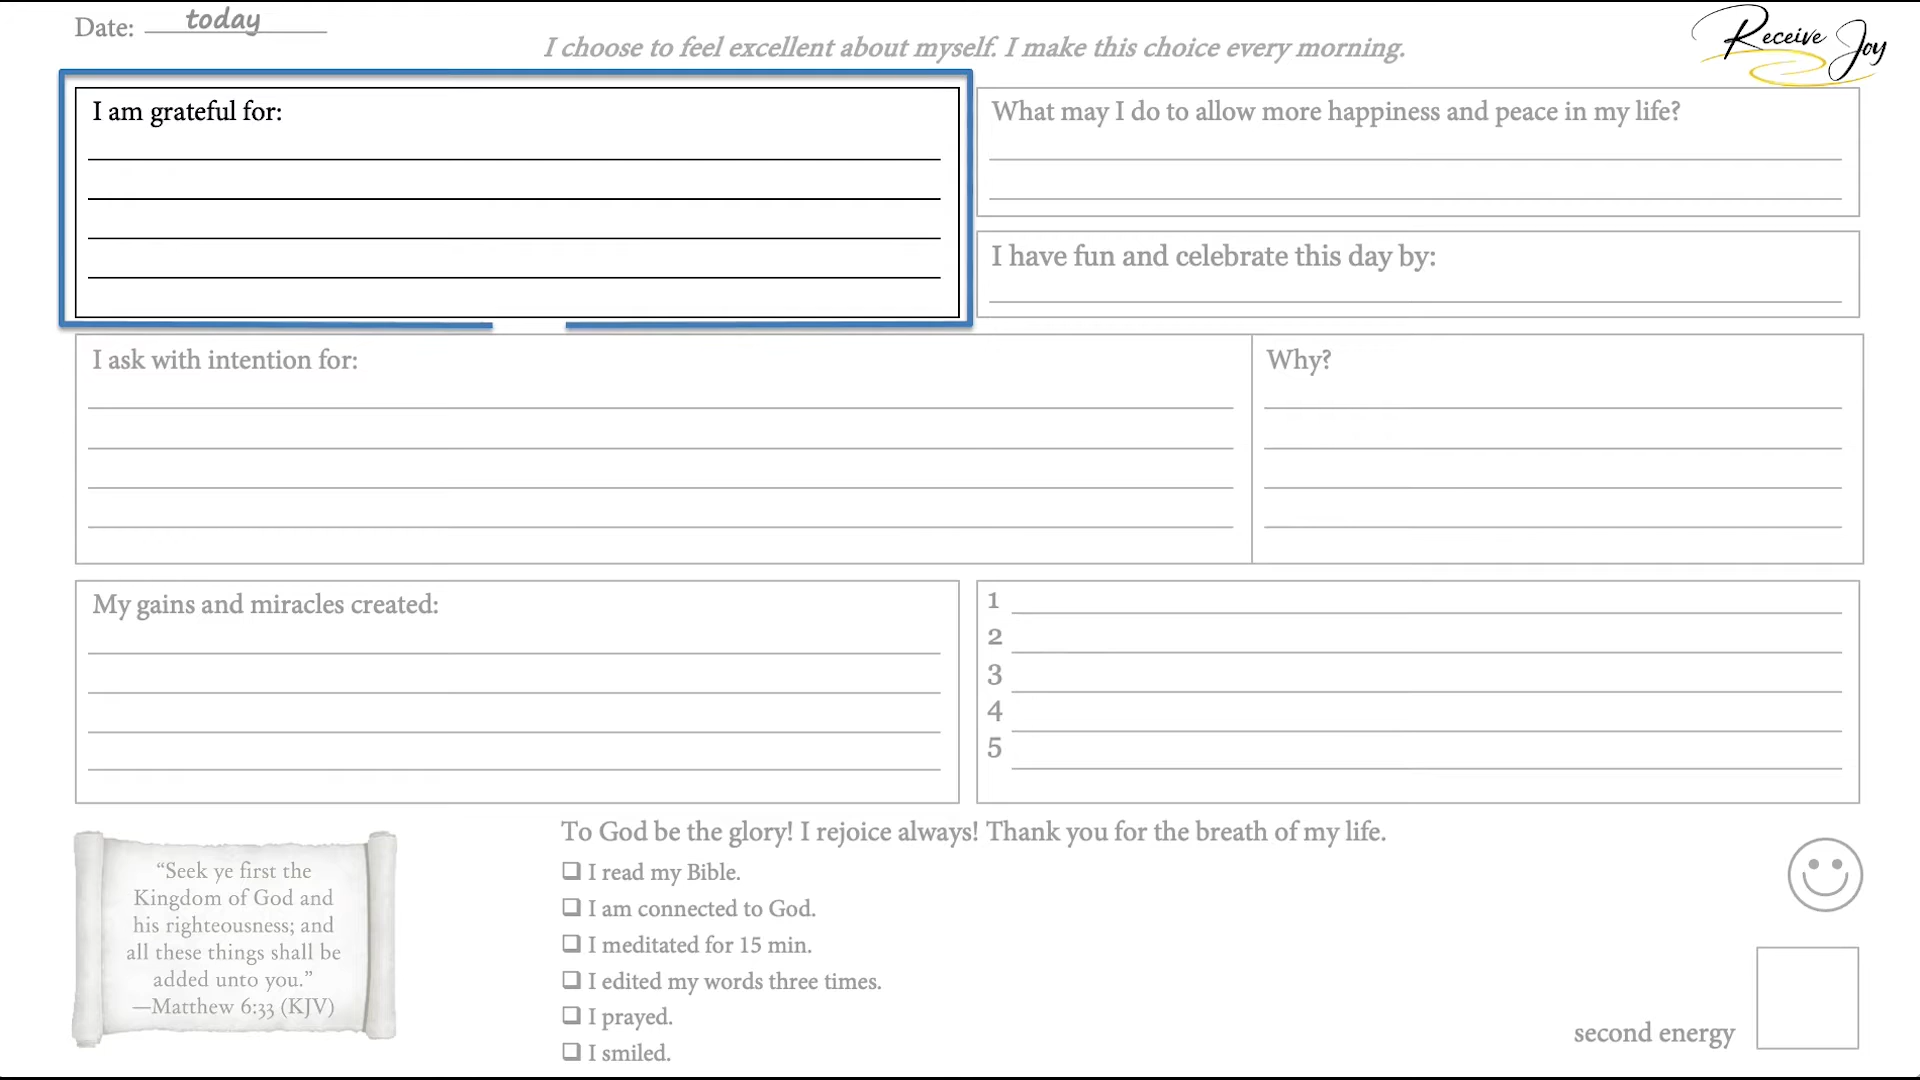 Date: today
I choose to feel excellent about myself. I make this choice every morning.
Receive Joy
I am grateful for:
What may I do to allow more happiness and peace in my life?
I have fun and celebrate this day by:
I ask with intention for:
Why?
My gains and miracles created:
1
2
3
4
5
“Seek ye first the
Kingdom of God and
his righteousness; and
all these things shall be
added unto you.”
—Matthew 6:33 (KJV)
To God be the glory! I rejoice always! Thank you for the breath of my life.
❑ I read my Bible.
❑ I am connected to God.
❑ I meditated for 15 min.
❑ I edited my words three times.
❑ I prayed.
❑ I smiled.
second energy